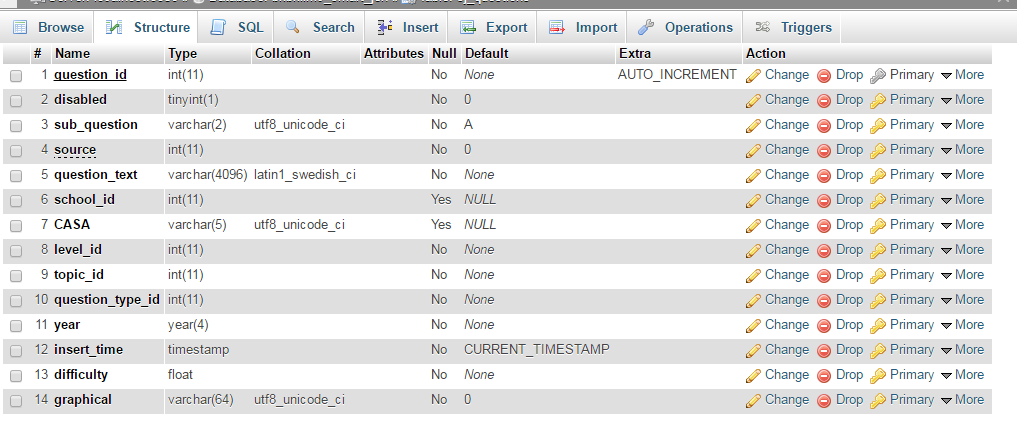 Browse Structure SQL Search Insert Export Import Operations Triggers
# Name Type Collation Attributes Null Default Extra Action
1 question_id int(11) No None AUTO_INCREMENT Change Drop Primary More
2 disabled tinyint(1) No 0 Change Drop Primary More
3 sub_question varchar(2) utf8_unicode_ci No A Change Drop Primary More
4 source int(11) No 0 Change Drop Primary More
5 question_text varchar(4096) latin1_swedish_ci No None Change Drop Primary More
6 school_id int(11) Yes NULL Change Drop Primary More
7 CASA varchar(5) utf8_unicode_ci Yes NULL Change Drop Primary More
8 level_id int(11) No None Change Drop Primary More
9 topic_id int(11) No None Change Drop Primary More
10 question_type_id int(11) No None Change Drop Primary More
11 year year(4) No None Change Drop Primary More
12 insert_time timestamp No CURRENT_TIMESTAMP Change Drop Primary More
13 difficulty float No None Change Drop Primary More
14 graphical varchar(64) utf8_unicode_ci No 0 Change Drop Primary More